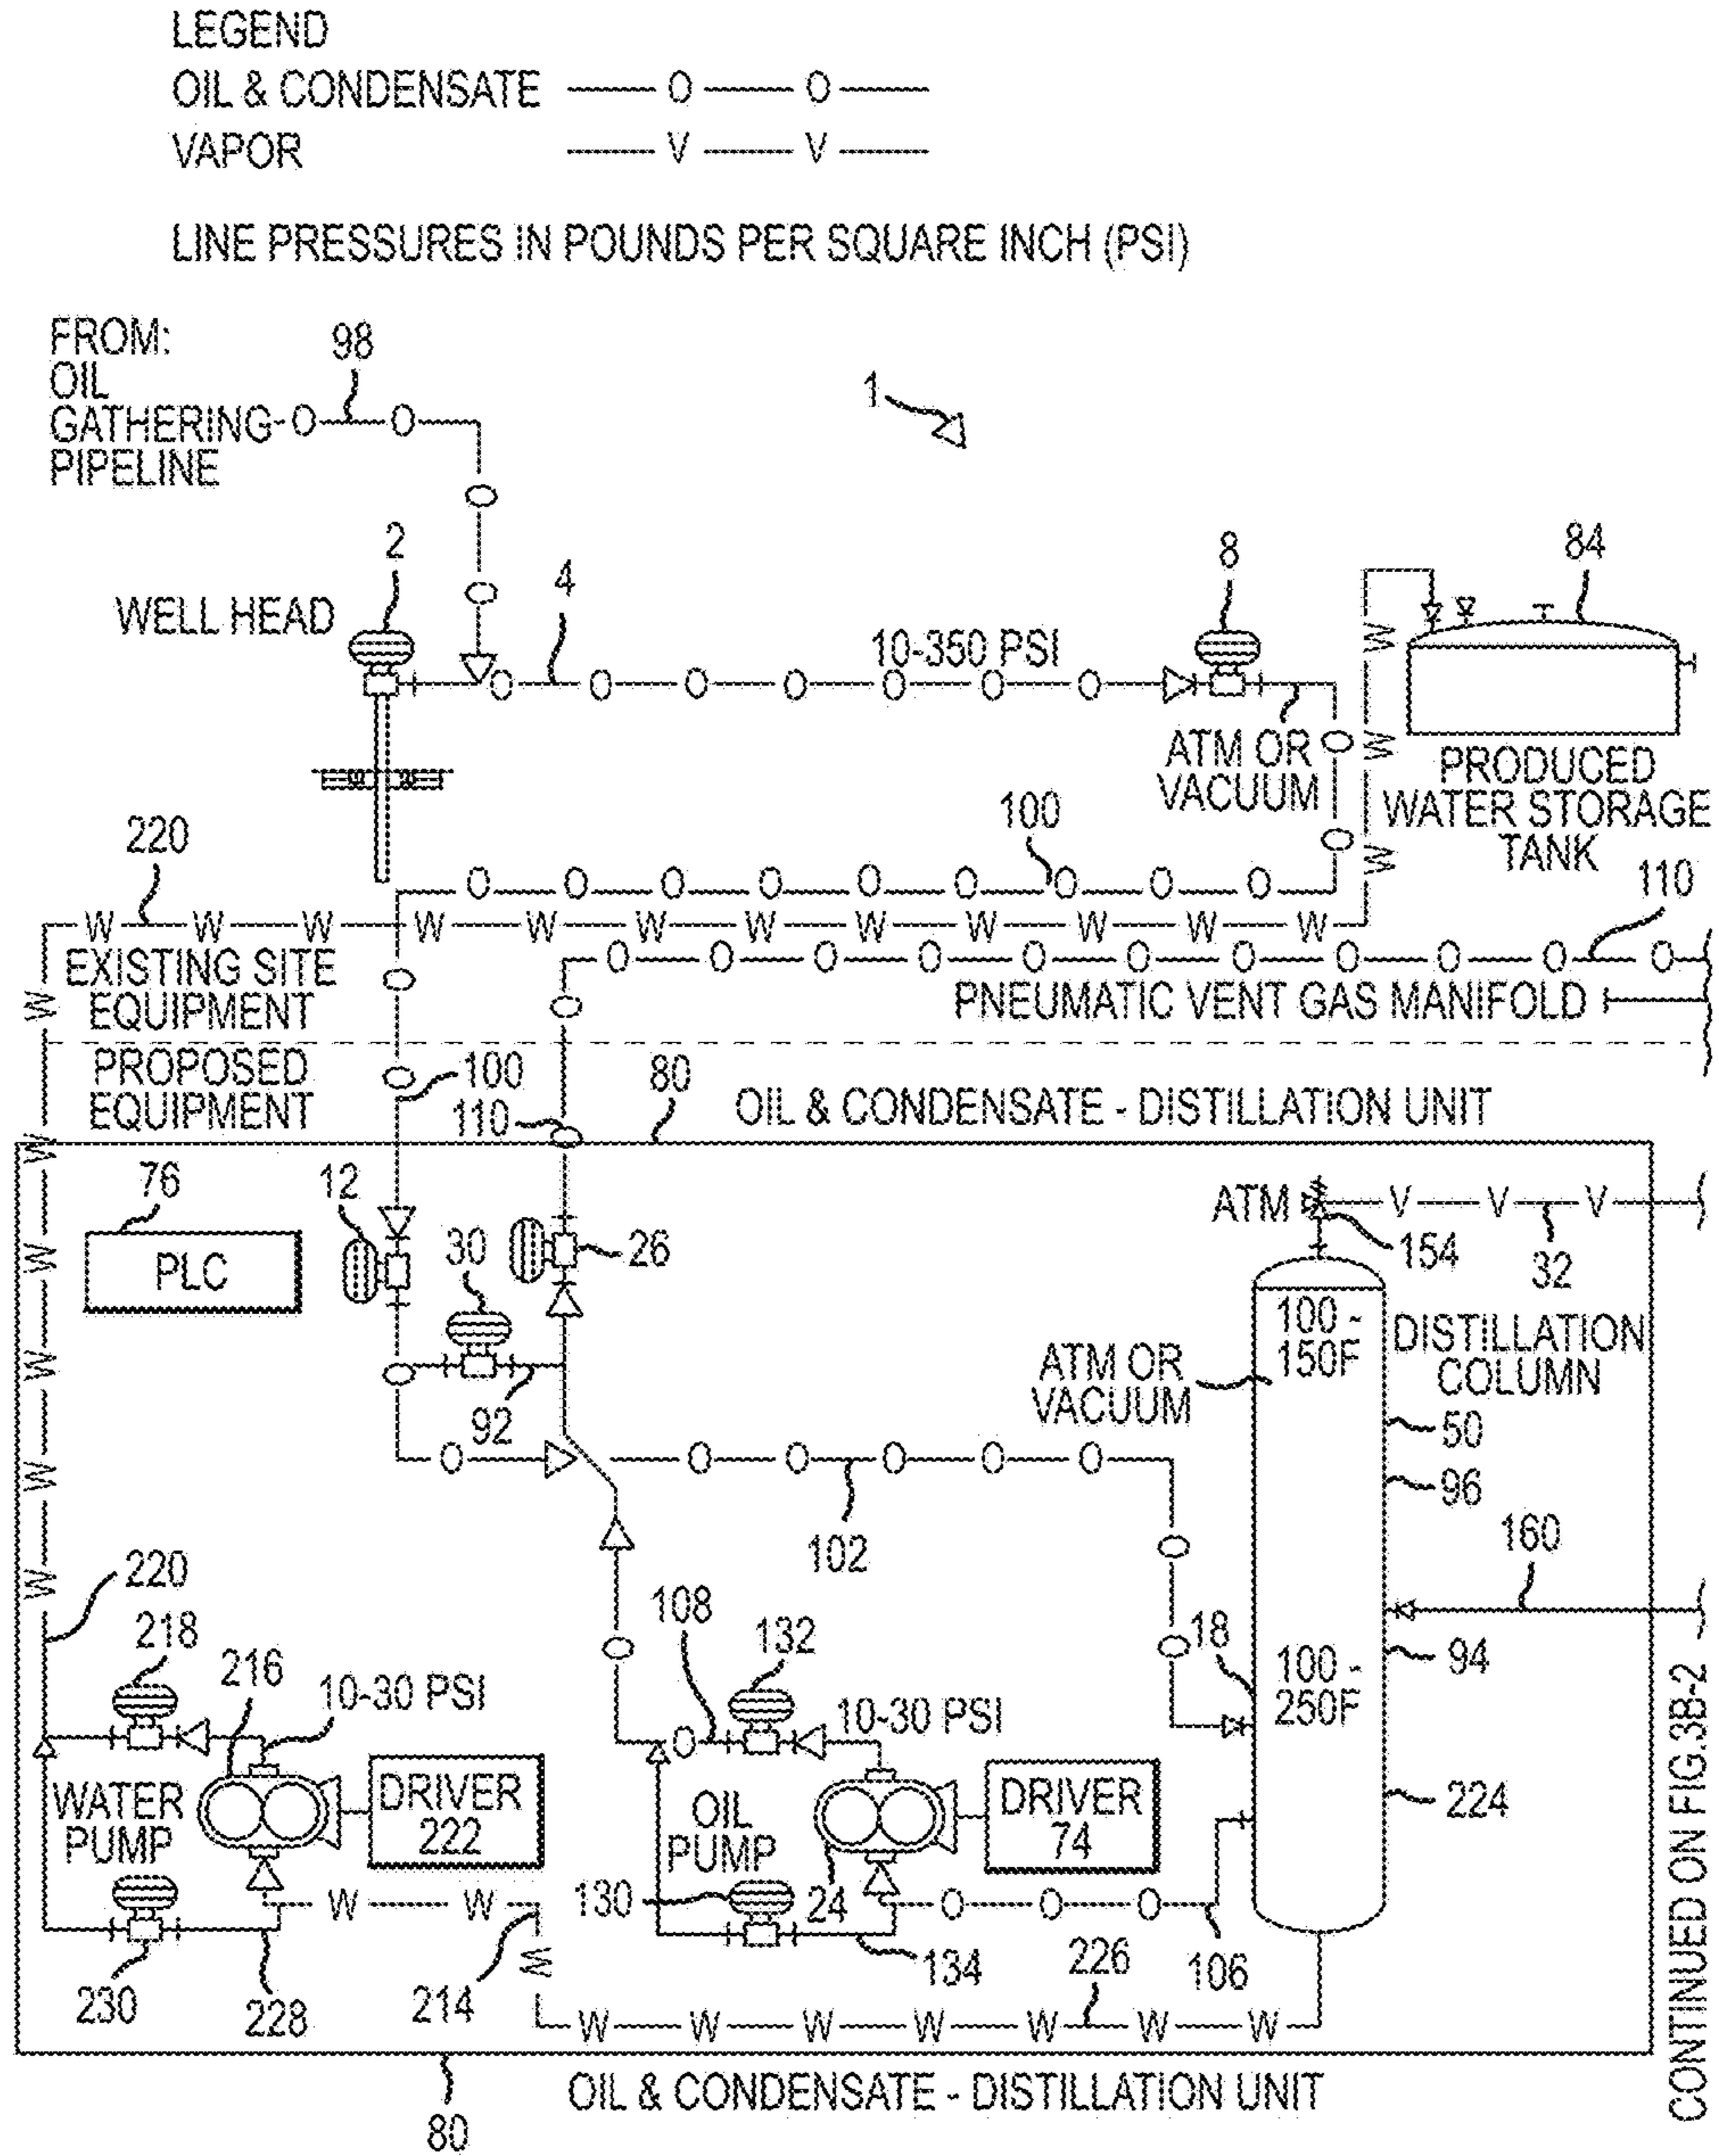 LEGEND
OIL & CONDENSATE —— O —— O ——
VAPOR —— V —— V ——
LINE PRESSURES IN POUNDS PER SQUARE INCH (PSI)
FROM:
OIL
GATHERING
PIPELINE
98
1
2
WELL HEAD
4
10-350 PSI
8
84
ATM OR
VACUUM
PRODUCED
WATER STORAGE
TANK
100
220
110
EXISTING SITE
EQUIPMENT
PNEUMATIC VENT GAS MANIFOLD
PROPOSED
EQUIPMENT
100
110
80
OIL & CONDENSATE - DISTILLATION UNIT
76
PLC
12
30
26
92
ATM
154
32
100 -
150F
DISTILLATION
COLUMN
ATM OR
VACUUM
50
96
102
160
220
218
216
10-30 PSI
108
132
10-30 PSI
18
100 -
250F
94
224
WATER
PUMP
DRIVER
222
OIL
PUMP
DRIVER
74
130
24
134
230
228
214
226
106
CONTINUED ON FIG.3B-2
80
OIL & CONDENSATE - DISTILLATION UNIT